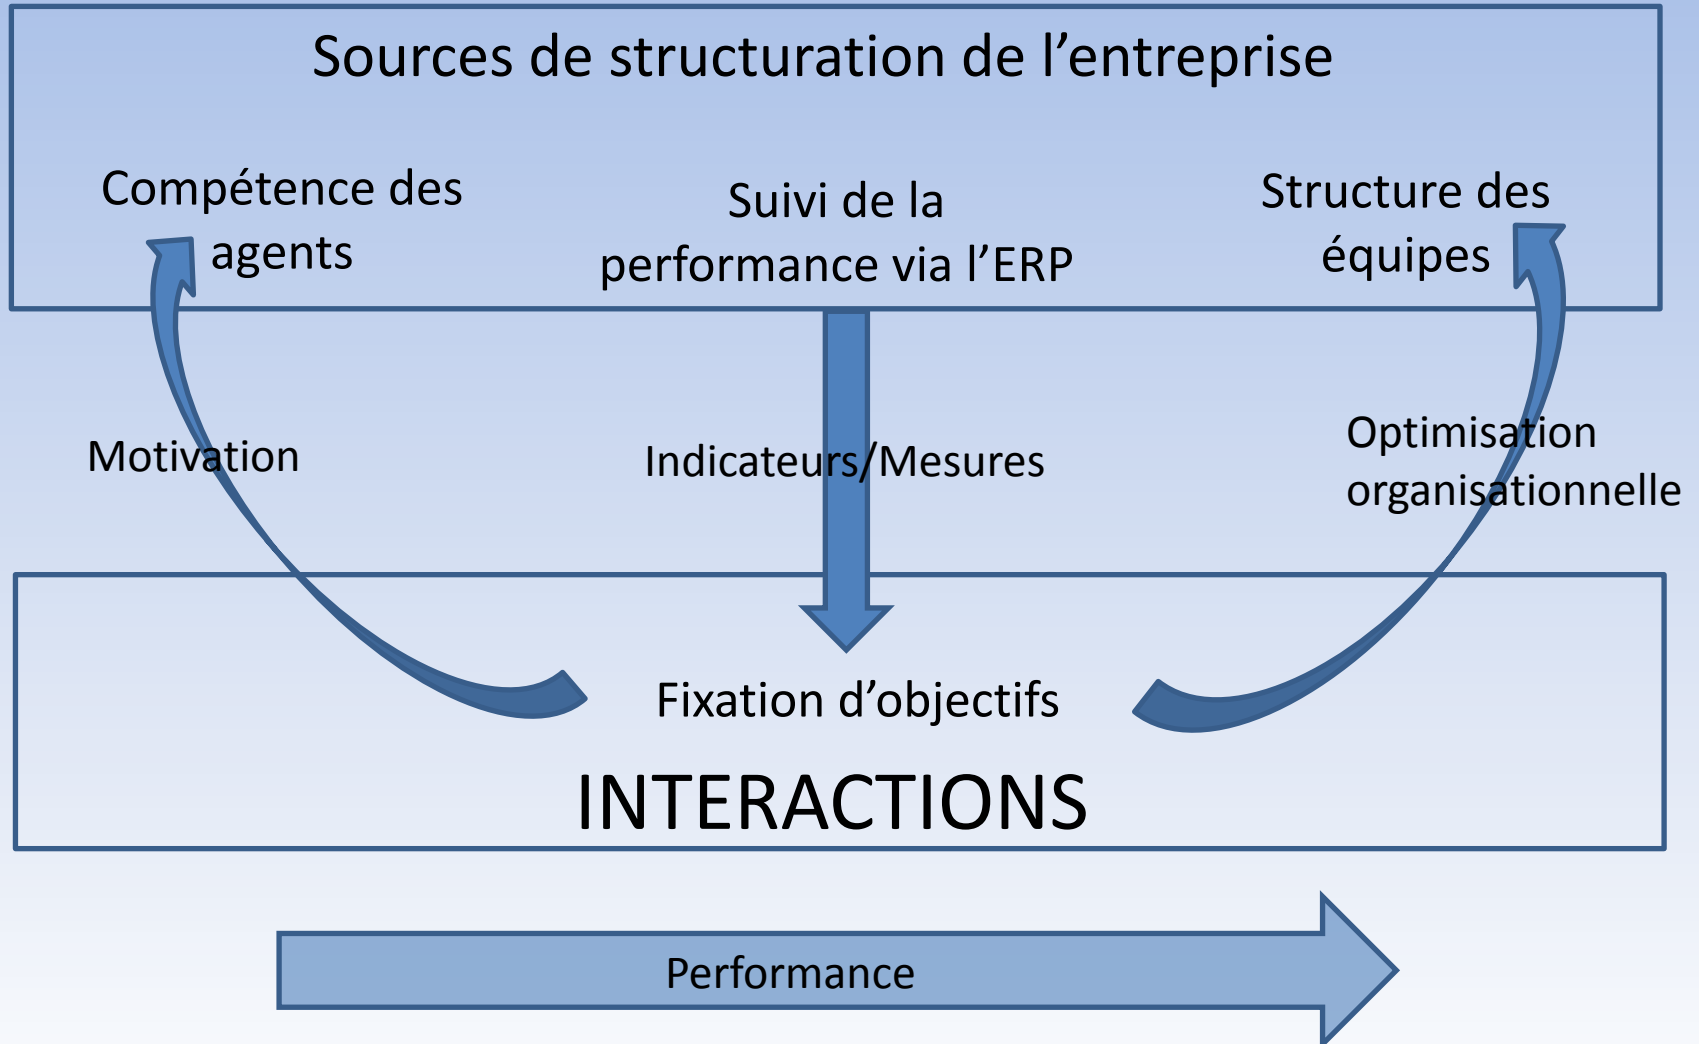 Sources de structuration de l’entreprise
Compétence des
agents
Suivi de la
performance via l’ERP
Structure des
équipes
Motivation
Indicateurs/Mesures
Optimisation
organisationnelle
Fixation d’objectifs
INTERACTIONS
Performance